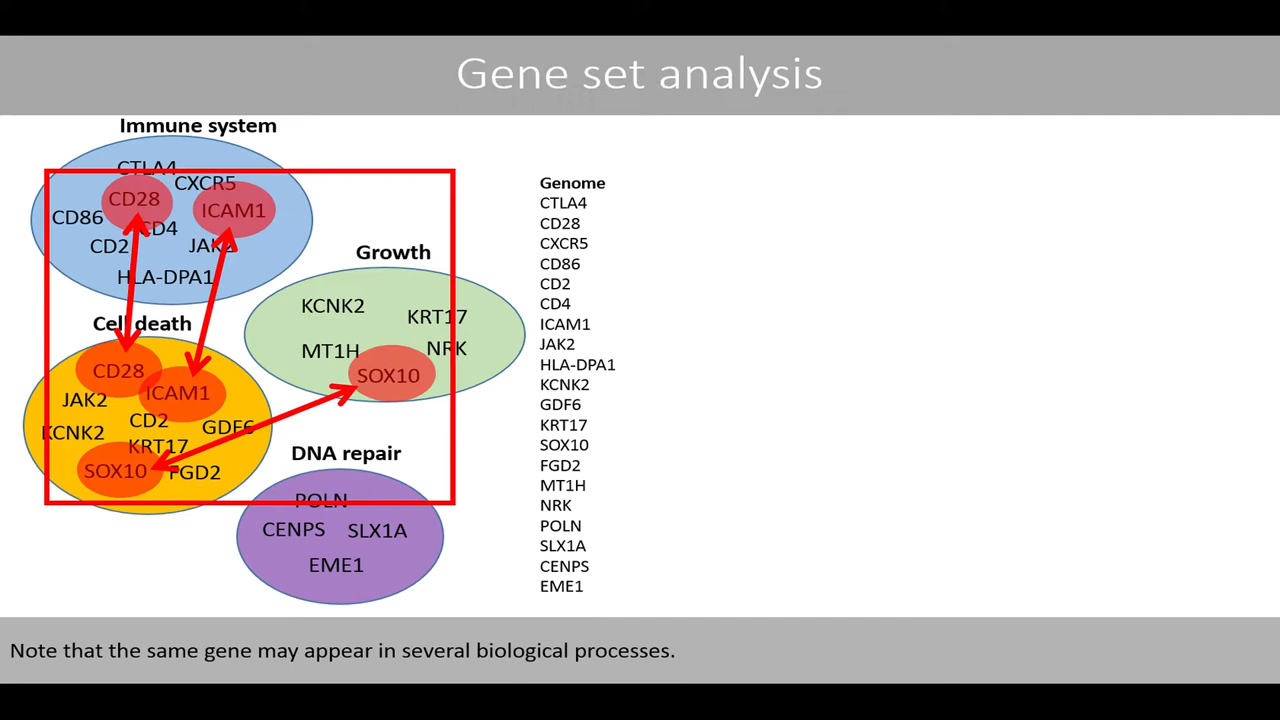 Gene set analysis
Immune system
CTLA4
CXCR5
CD28
ICAM1
CD86
CD4
CD2
JAK2
HLA-DPA1
Growth
KCNK2
KRT17
MT1H
NRK
SOX10
Cell death
CD28
ICAM1
JAK2
CD2
GDF6
KCNK2
KRT17
SOX10
FGD2
DNA repair
POLN
CENPS
SLX1A
EME1
Genome
CTLA4
CD28
CXCR5
CD86
CD2
CD4
ICAM1
JAK2
HLA-DPA1
KCNK2
GDF6
KRT17
SOX10
FGD2
MT1H
NRK
POLN
SLX1A
CENPS
EME1
Note that the same gene may appear in several biological processes.